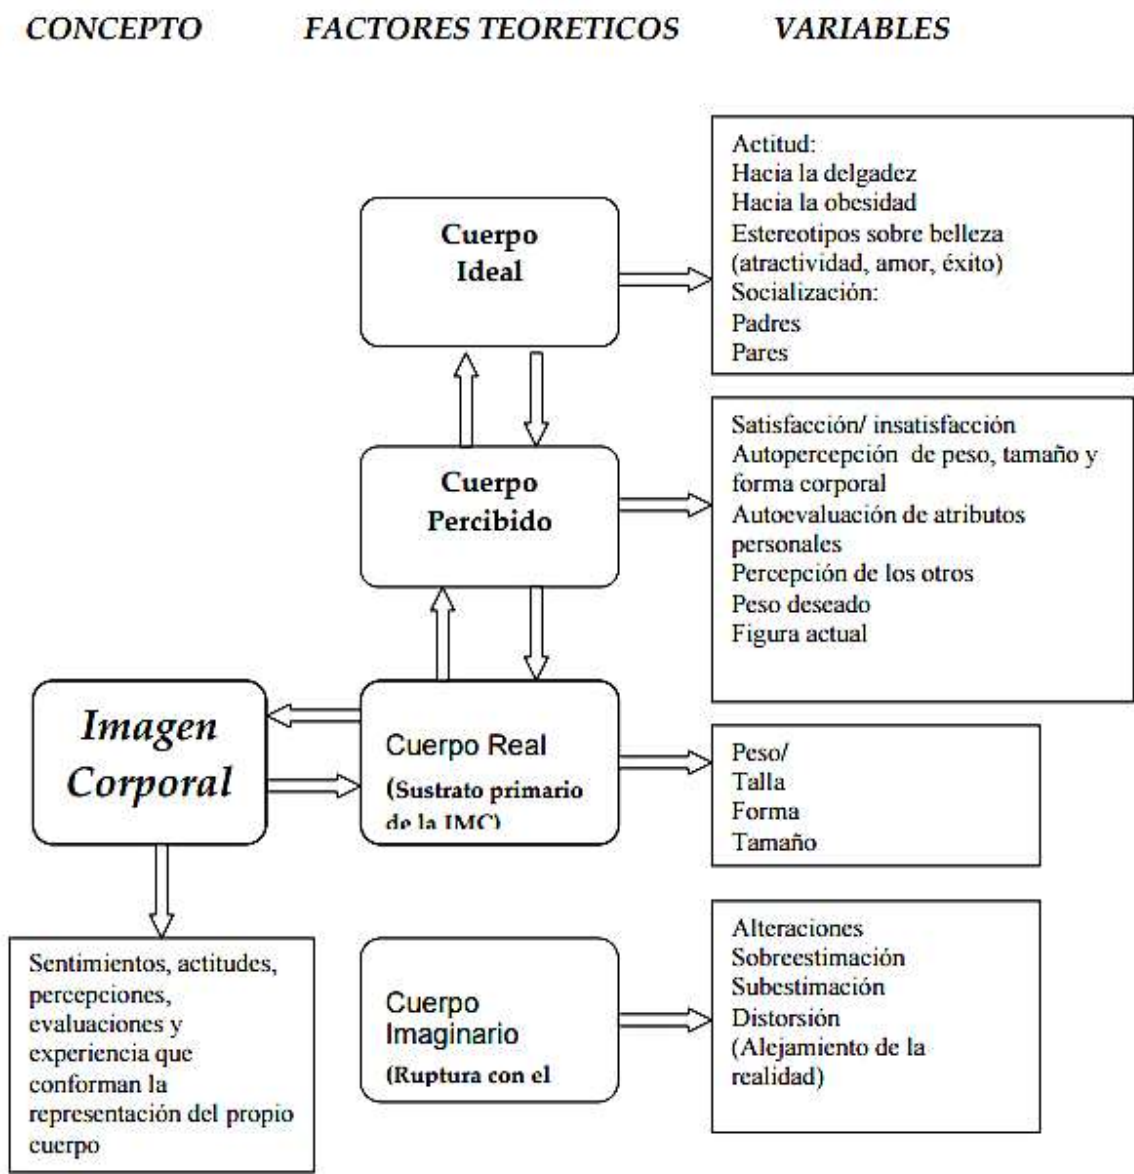 CONCEPTO FACTORES TEORETICOS VARIABLES
Cuerpo
Ideal
Actitud:
Hacia la delgadez
Hacia la obesidad
Estereotipos sobre belleza
(atractividad, amor, éxito)
Socialización:
Padres
Pares
Cuerpo
Percibido
Satisfacción/ insatisfacción
Autopercepción de peso, tamaño y
forma corporal
Autoevaluación de atributos
personales
Percepción de los otros
Peso deseado
Figura actual
Imagen
Corporal
Cuerpo Real
(Sustrato primario
de la IMC)
Peso/
Talla
Forma
Tamaño
Sentimientos, actitudes,
percepciones,
evaluaciones y
experiencia que
conforman la
representación del propio
cuerpo
Cuerpo
Imaginario
(Ruptura con el
Alteraciones
Sobreestimación
Subestimación
Distorsión
(Alejamiento de la
realidad)